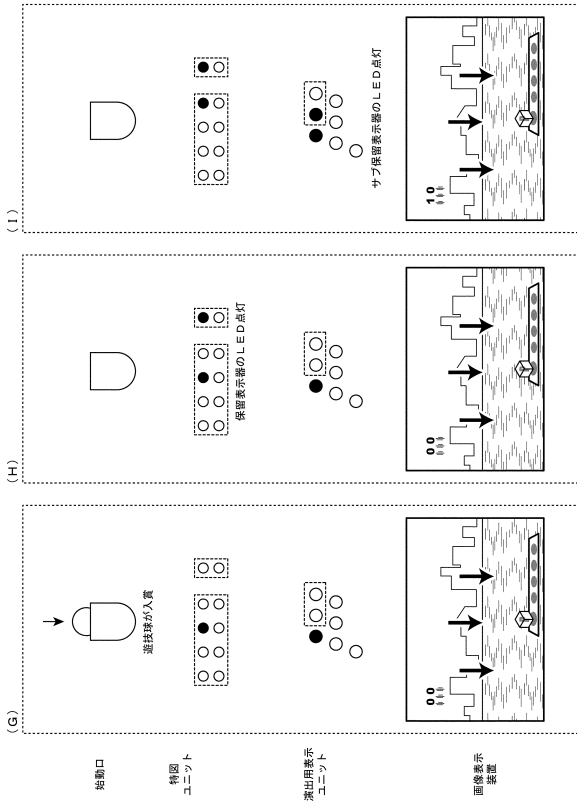 (G)
(H)
(I)
始動口
遊技球が入賞
特図
ユニット
保留表示器のLED点灯
演出用表示
ユニット
サブ保留表示器のLED点灯
画像表示
装置
00
00
10